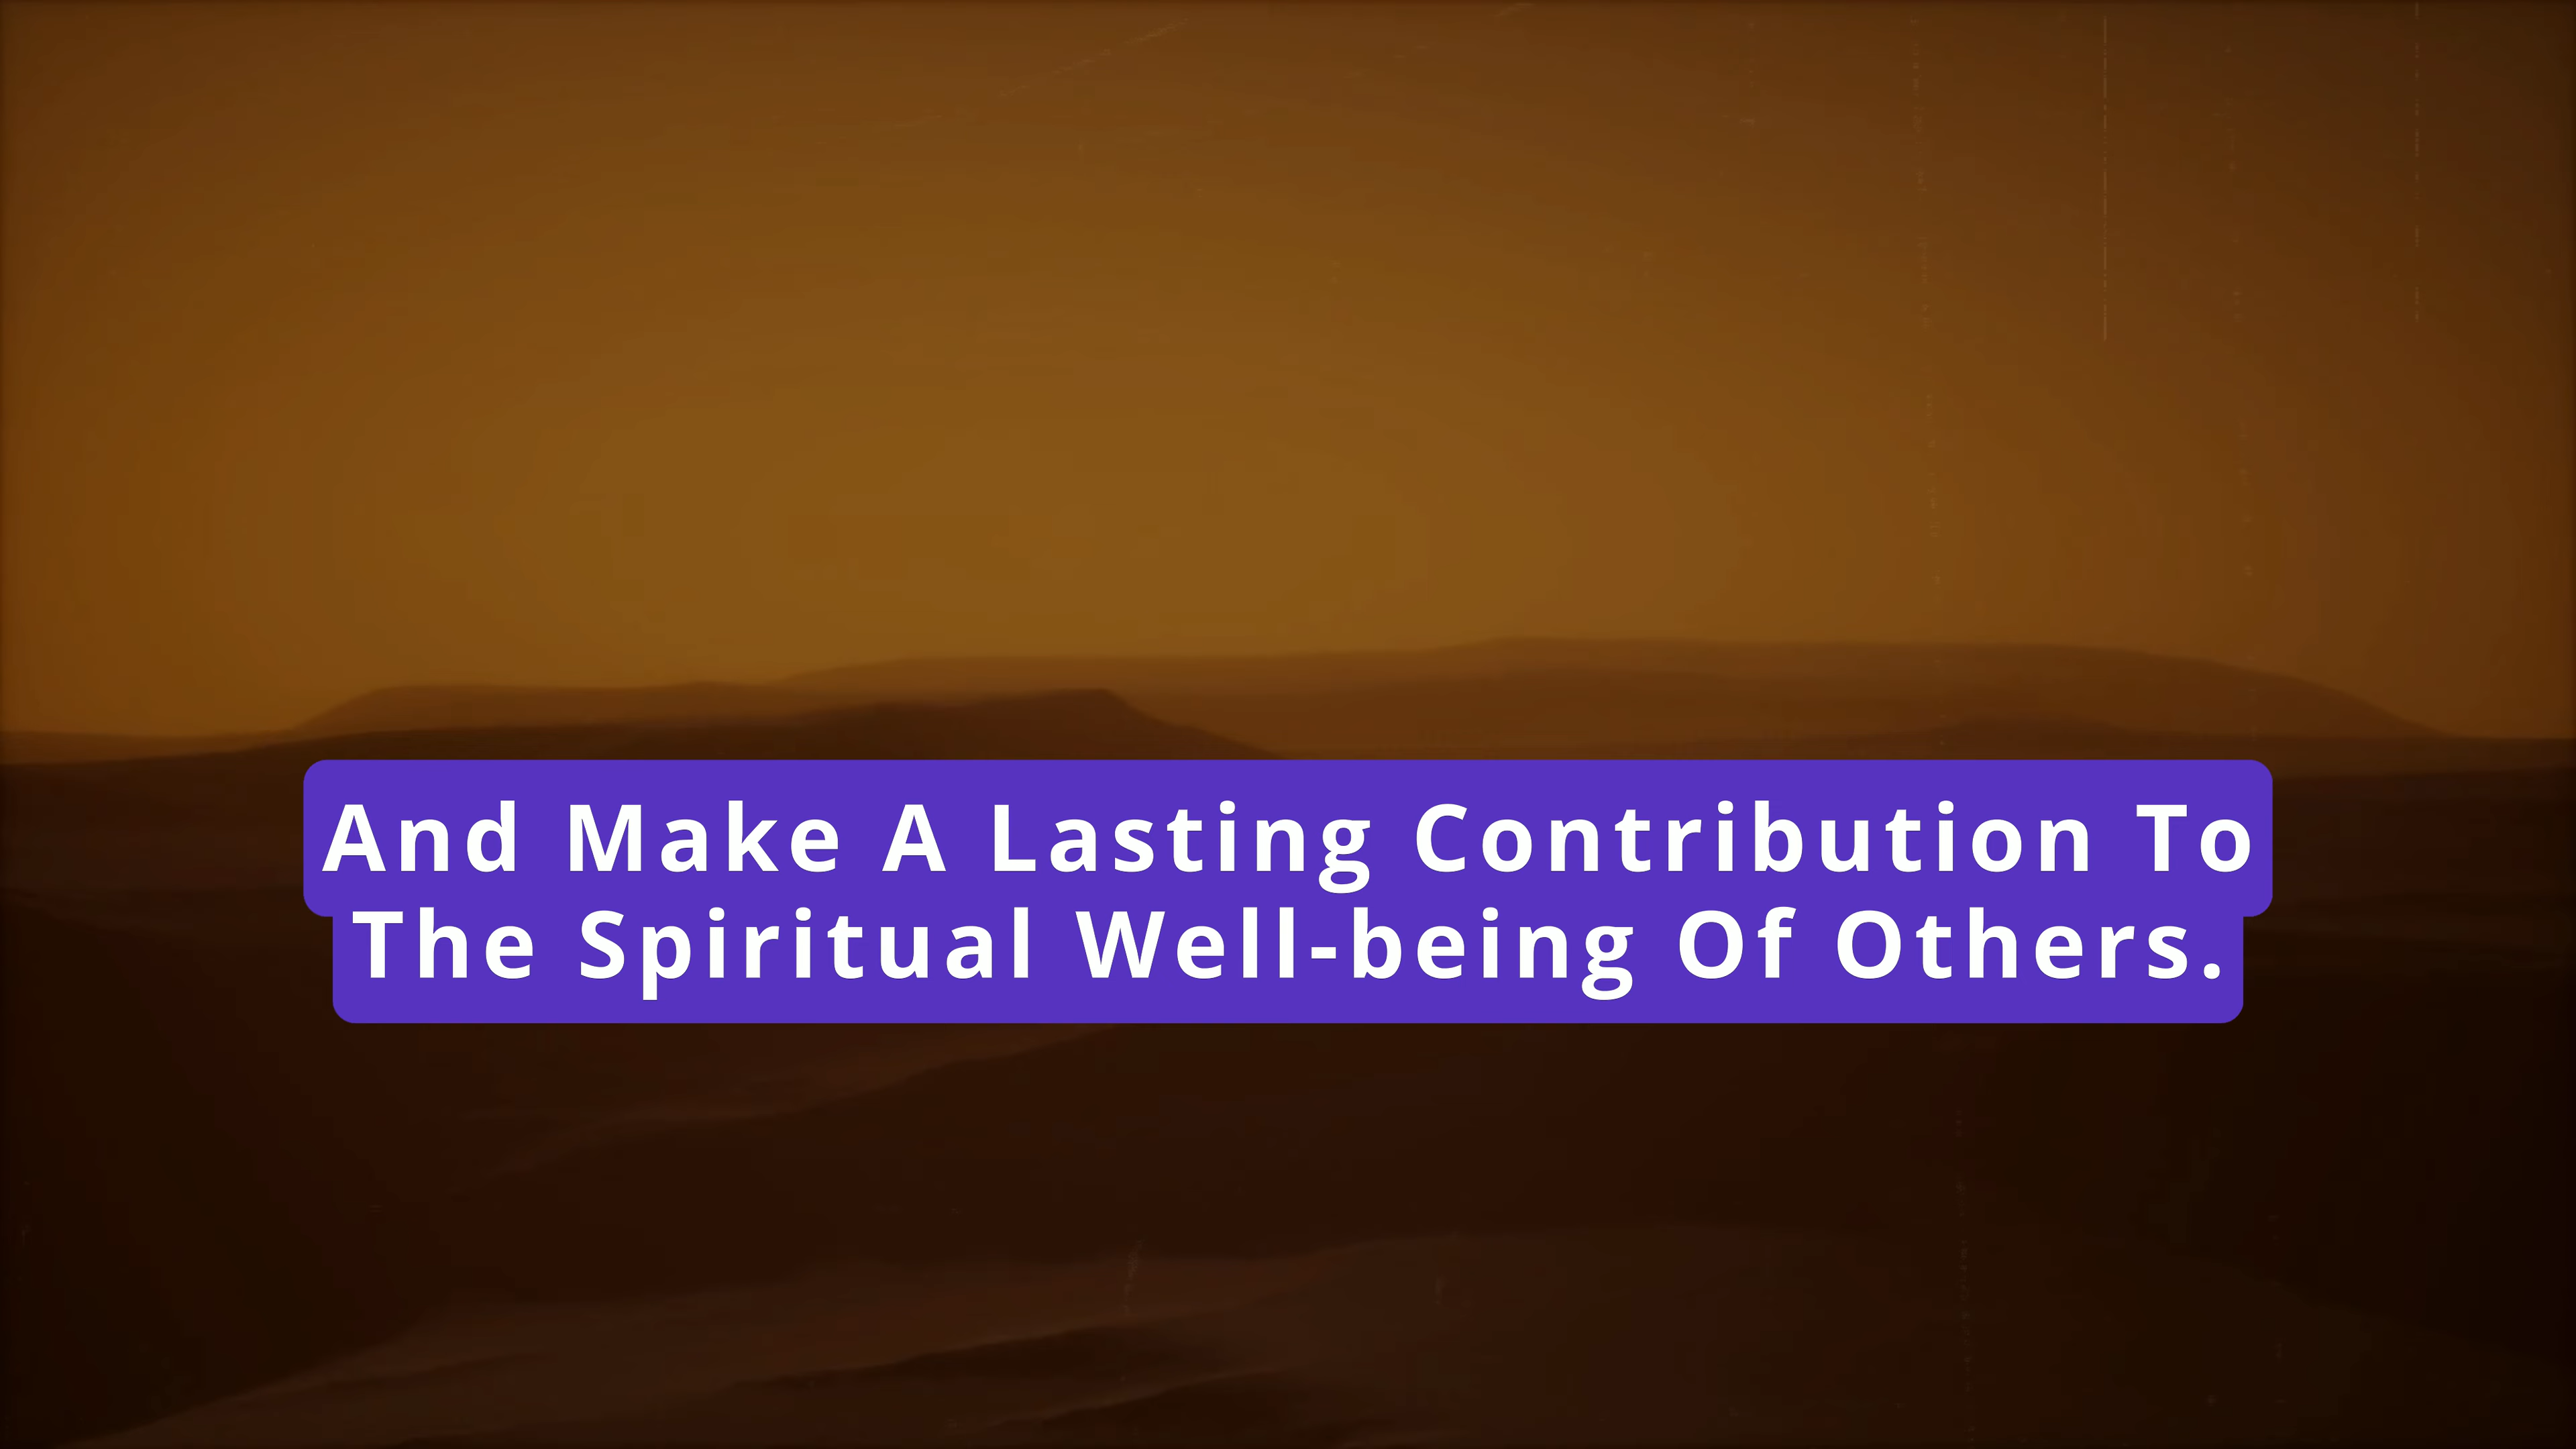 And Make A Lasting Contribution To
The Spiritual Well-being Of Others.